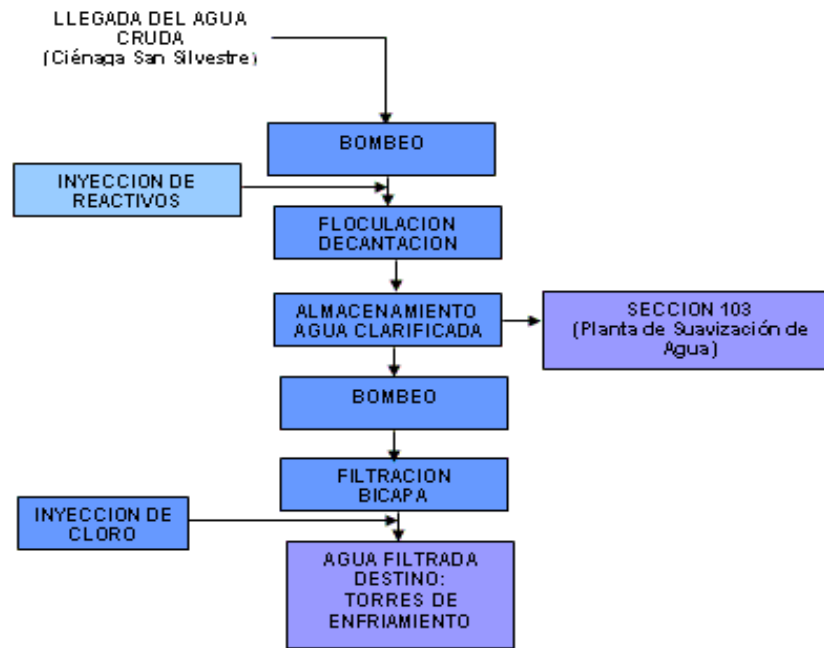 LLEGADA DEL AGUA
CRUDA
(Ciénaga San Silvestre)
BOMBEO
INYECCION DE
REACTIVOS
FLOCULACION
DECANTACION
ALMACENAMIENTO
AGUA CLARIFICADA
SECCION 103
(Planta de Suavización de
Agua)
BOMBEO
FILTRACION
BICAPA
INYECCION DE
CLORO
AGUA FILTRADA
DESTINO:
TORRES DE
ENFRIAMIENTO